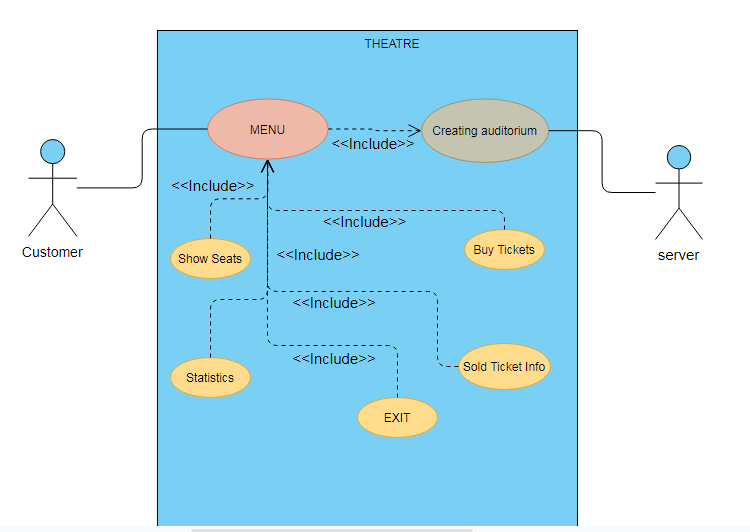 THEATRE
MENU
Creating auditorium
<<Include>>
<<Include>>
<<Include>>
Customer
Show Seats
<<Include>>
Buy Tickets
server
<<Include>>
Statistics
<<Include>>
Sold Ticket Info
EXIT